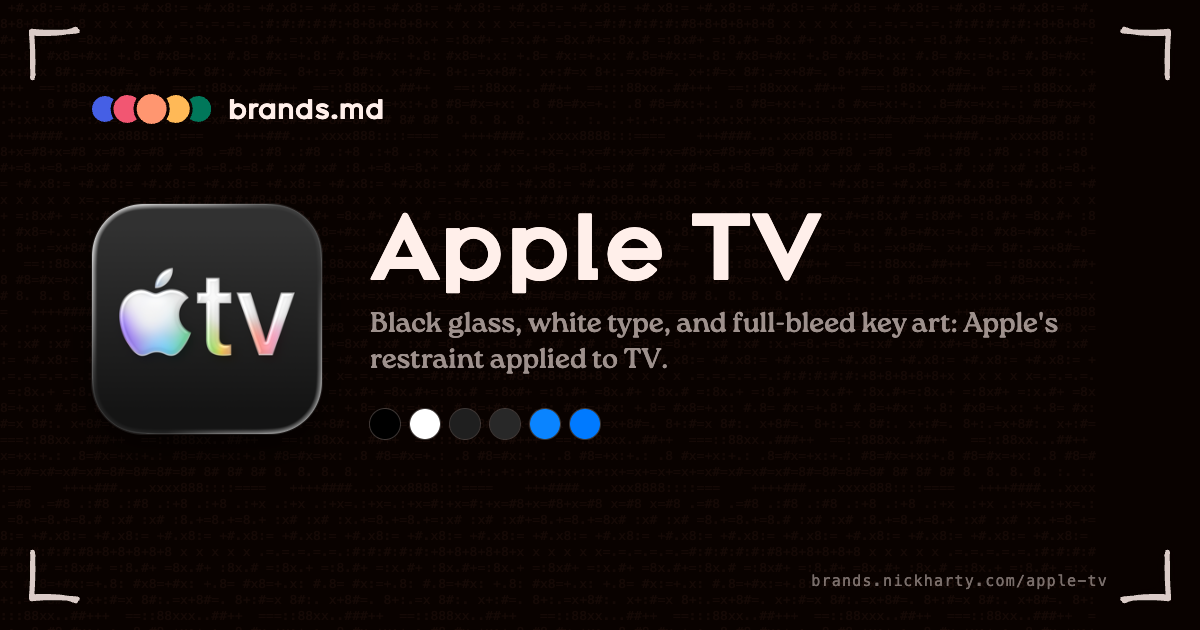 brands.md
tv
Apple TV
Black glass, white type, and full-bleed key art: Apple's
restraint applied to TV.
brands.nickharty.com/apple-tv